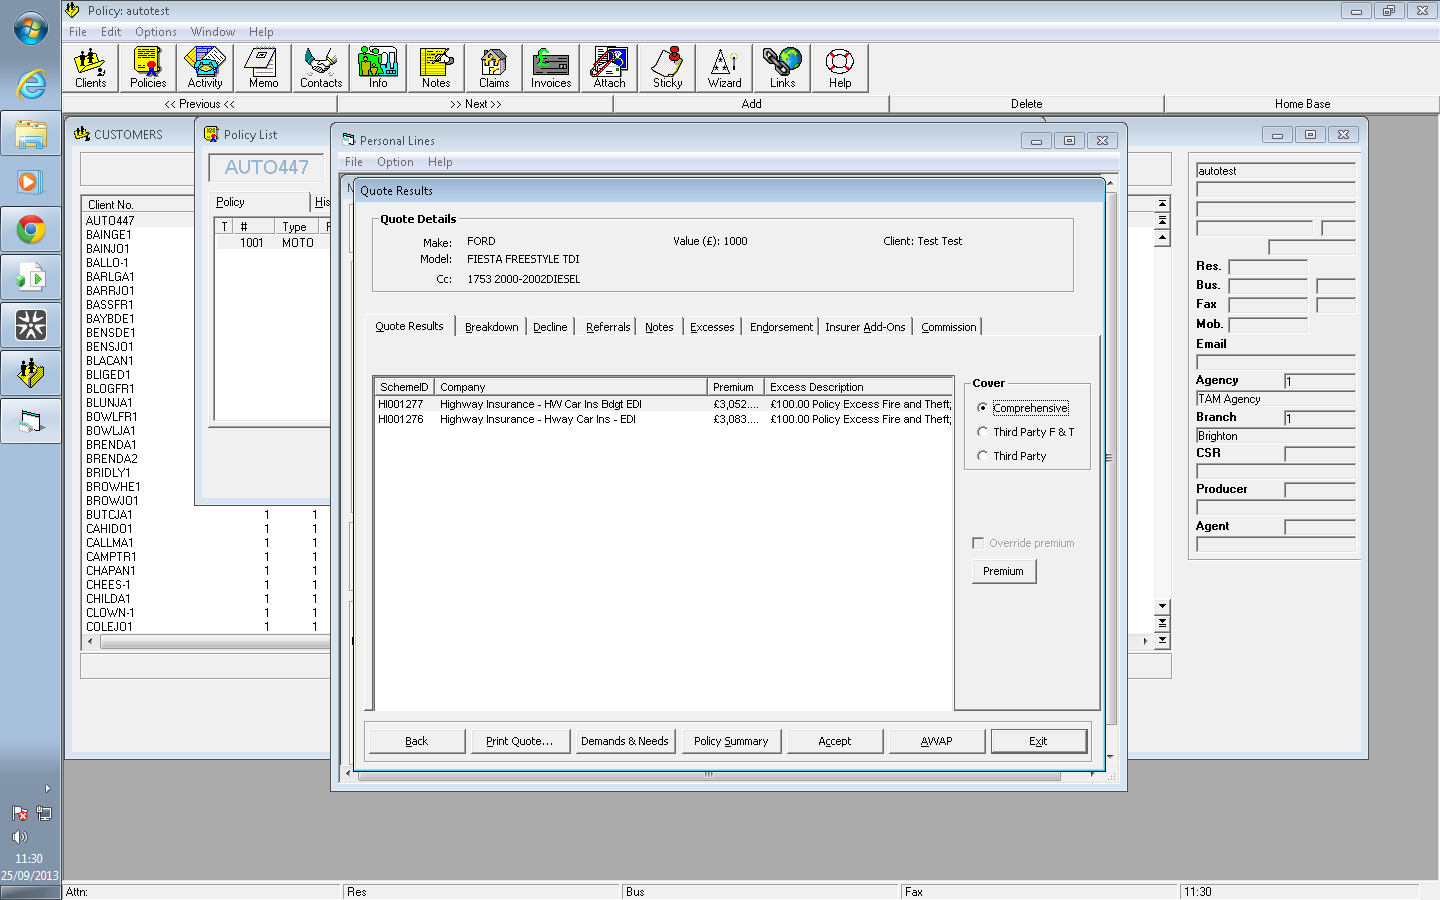 Policy: autotest
File Edit Options Window Help
Clients Policies Activity Memo Contacts Info Notes Claims Invoices Attach Sticky Wizard Links Help
<< Previous << >> Next >> Add Delete Home Base
CUSTOMERS
Client No.
AUTO447
BAINGE1
BAINJO1
BALLO-1
BARLGA1
BARRJO1
BASSFR1
BAYBDE1
BENSDE1
BENSJO1
BLACAN1
BLIGED1
BLOGFR1
BLUNJA1
BOWLFR1
BOWLJA1
BRENDA1
BRENDA2
BRIDLY1
BROWHE1
BROWJO1
BUTCJA1 1 1
CAHIDO1 1 1
CALLMA1 1 1
CAMPTR1 1 1
CHAPAN1 1 1
CHEES-1 1 1
CHILDA1 1 1
CLOWN-1 1 1
COLEJO1 1 1
Policy List
AUTO447
Policy His
T # Type
1001 MOTO
Personal Lines
File Option Help
Quote Results
Quote Details
Make: FORD Value (£): 1000 Client: Test Test
Model: FIESTA FREESTYLE TDI
Cc: 1753 2000-2002DIESEL
Quote Results Breakdown Decline Referrals Notes Excesses Endorsement Insurer Add-Ons Commission
SchemeID Company Premium Excess Description
HI001277 Highway Insurance - HW Car Ins Bdgt EDI £3,052.... £100.00 Policy Excess Fire and Theft;
HI001276 Highway Insurance - Hway Car Ins - EDI £3,083.... £100.00 Policy Excess Fire and Theft;
Cover
Comprehensive
Third Party F & T
Third Party
Override premium
Premium
Back Print Quote... Demands & Needs Policy Summary Accept AWAP Exit
autotest
Res.
Bus.
Fax
Mob.
Email
Agency 1
TAM Agency
Branch 1
Brighton
CSR
Producer
Agent
11:30
25/09/2013
Attn: Res Bus Fax 11:30